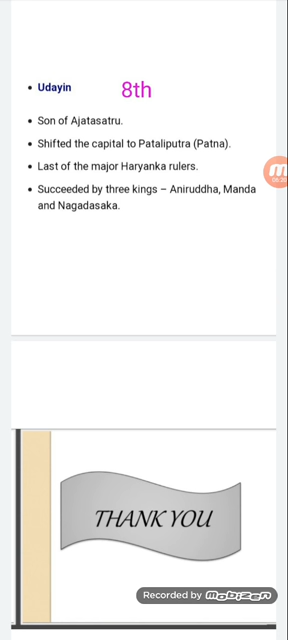 Udayin 8th
Son of Ajatasatru.
Shifted the capital to Pataliputra (Patna).
Last of the major Haryanka rulers.
Succeeded by three kings – Aniruddha, Manda
and Nagadasaka.
THANK YOU
Recorded by mobizen